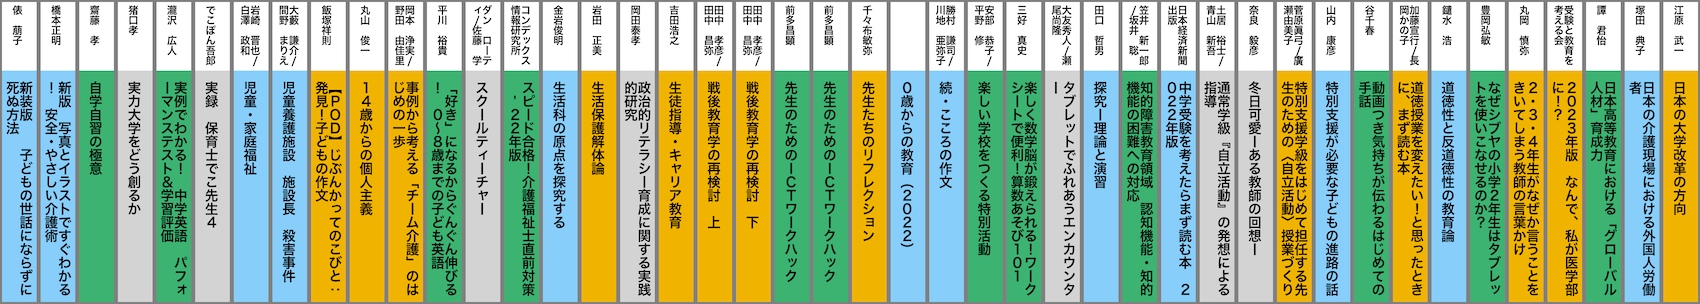 江原　武一
日本の大学改革の方向
塚田　典子
日本の介護現場における外国人労働
者
譚　君怡
日本高等教育における「グローバル
人材」育成力
受験と教育を
考える会
２０２３年版　なんで、私が医学部
に！？
丸岡　慎弥
２・３・４年生がなぜか言うことを
きいてしまう教師の言葉かけ
豊岡弘敏
なぜシブヤの小学２年生はタブレッ
トを使いこなせるのか？
鑓水　浩
道徳性と反道徳性の教育論
加藤宣行／長
岡かの子
道徳授業を変えたい！と思ったとき
に、まず読む本
谷千春
動画つき気持ちが伝わるはじめての
手話
山内　康彦
特別支援が必要な子どもの進路の話
菅原眞弓／廣
瀬由美子
特別支援学級をはじめて担任する先
生のための〈自立活動〉授業づくり
奈良　毅彦
冬日可愛ーある教師の回想ー
土居　裕士／
青山　新吾
通常学級『自立活動』の発想による
指導
日本経済新聞
出版
中学受験を考えたらまず読む本　２
０２２年版
笠井　新一郎
／坂井　聡
知的障害教育領域　認知機能・知的
機能の困難への対応
田口　哲男
探究ー理論と演習
大友秀人／瀬
尾尚隆
タブレットでふれあうエンカウンタ
ー
三好　真史
楽しく数学脳が鍛えられる！ワーク
シートで便利！算数あそび１０１
安部　恭子／
平野　修
楽しい学校をつくる特別活動
勝村　謙司／
川地　亜弥子
続・こころの作文
０歳からの教育（２０２２）
千々布敏弥
先生たちのリフレクション
前多昌顕
先生のためのＩＣＴワークハック
前多昌顕
先生のためのＩＣＴワークハック
田中　孝彦／
田中　昌弥
戦後教育学の再検討　下
田中　孝彦／
田中　昌弥
戦後教育学の再検討　上
吉田浩之
生徒指導・キャリア教育
岡田泰孝
政治的リテラシー育成に関する実践
的研究
岩田　正美
生活保護解体論
金岩俊明
生活科の原点を探究する
コンデックス
情報研究所
スピード合格！介護福祉士直前対策
’２２年版
ダン　ローテ
ィ／佐藤　学
スクールティーチャー
平川　裕貴
「好き」になるからぐんぐん伸びる
！　０〜８歳までの子ども英語
岡本　浄実／
野田　由佳里
事例から考える「チーム介護」のは
じめの一歩
丸山　俊一
１４歳からの個人主義
飯塚祥則
【ＰＯＤ】じぶんかってのこびと：
発見！子どもの作文
大藪　謙介／
間野　まりえ
児童養護施設　施設長　殺害事件
岩崎　晋也／
白澤　政和
児童・家庭福祉
でこぽん吾郎
実録　保育士でこ先生４
瀧沢　広人
実例でわかる！　中学英語　パフォ
ーマンステスト＆学習評価
猪口孝
実力大学をどう創るか
齋藤　孝
自学自習の極意
橋本正明
新版　写真とイラストですぐわかる
！　安全・やさしい介護術
俵　萠子
新装版　子どもの世話にならずに
死ぬ方法